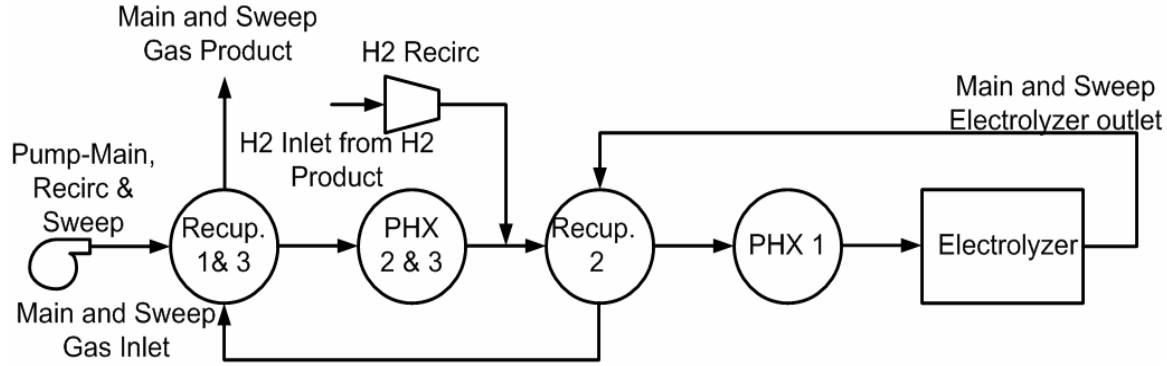 Main and Sweep
Gas Product
H2 Recirc
Main and Sweep
Electrolyzer outlet
H2 Inlet from H2
Product
Pump-Main,
Recirc &
Sweep
Recup.
1& 3
PHX
2 & 3
Recup.
2
PHX 1
Electrolyzer
Main and Sweep
Gas Inlet